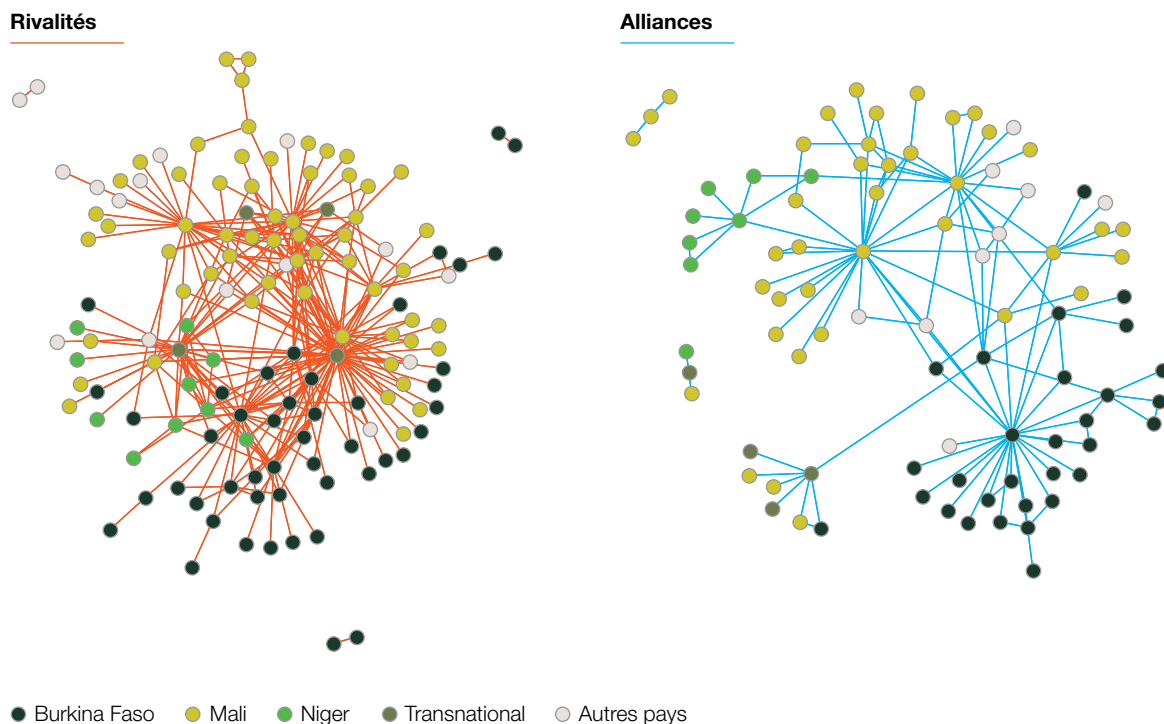 Rivalités
Alliances
Burkina Faso
Mali
Niger
Transnational
Autres pays